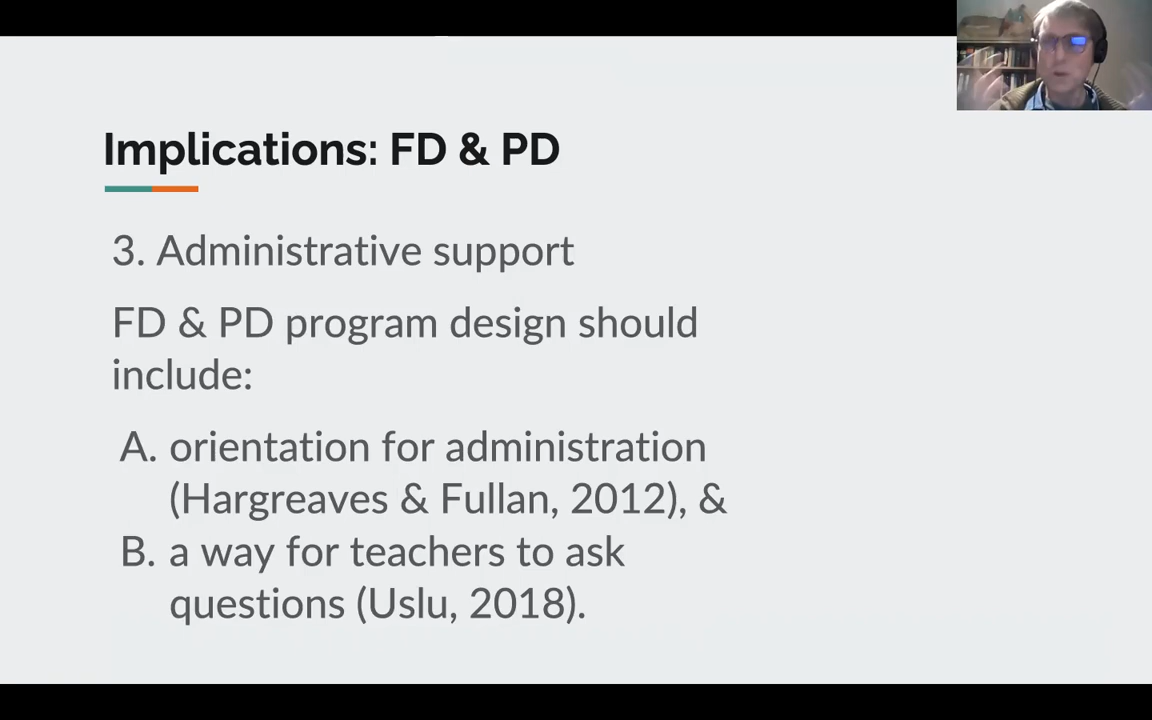 Implications: FD & PD
3. Administrative support
FD & PD program design should
include:
A. orientation for administration
(Hargreaves & Fullan, 2012), &
B. a way for teachers to ask
questions (Uslu, 2018).